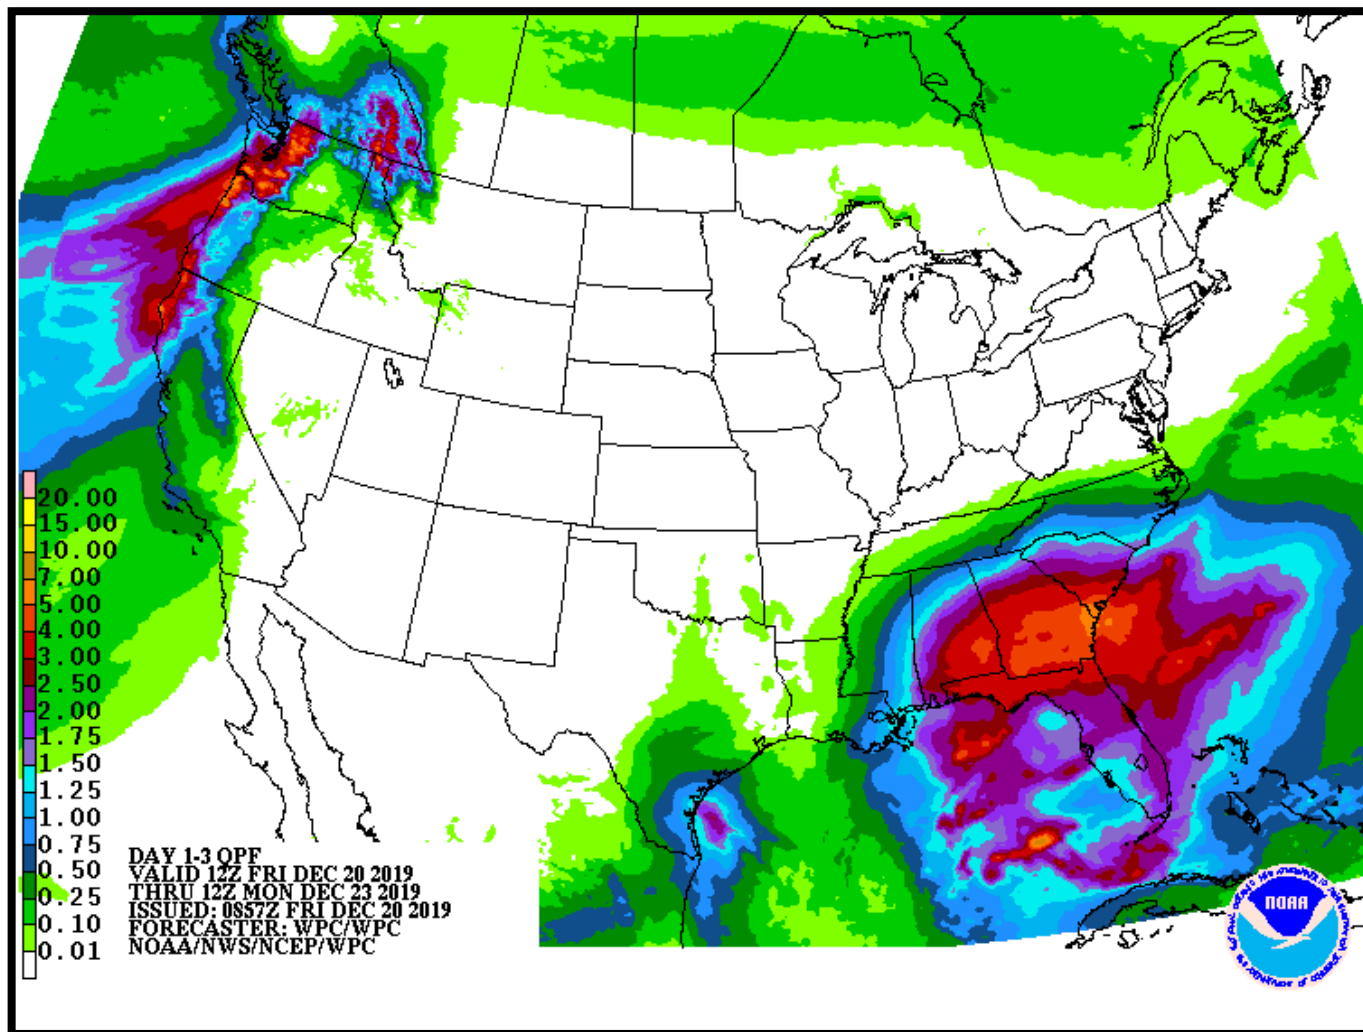 20.00
15.00
10.00
7.00
5.00
4.00
3.00
2.50
2.00
1.75
1.50
1.25
1.00
0.75
0.50
0.25
0.10
0.01
DAY 1-3 QPF
VALID 12Z FRI DEC 20 2019
THRU 12Z MON DEC 23 2019
ISSUED: 0857Z FRI DEC 20 2019
FORECASTER: WPC/WPC
NOAA/NWS/NCEP/WPC
NOAA